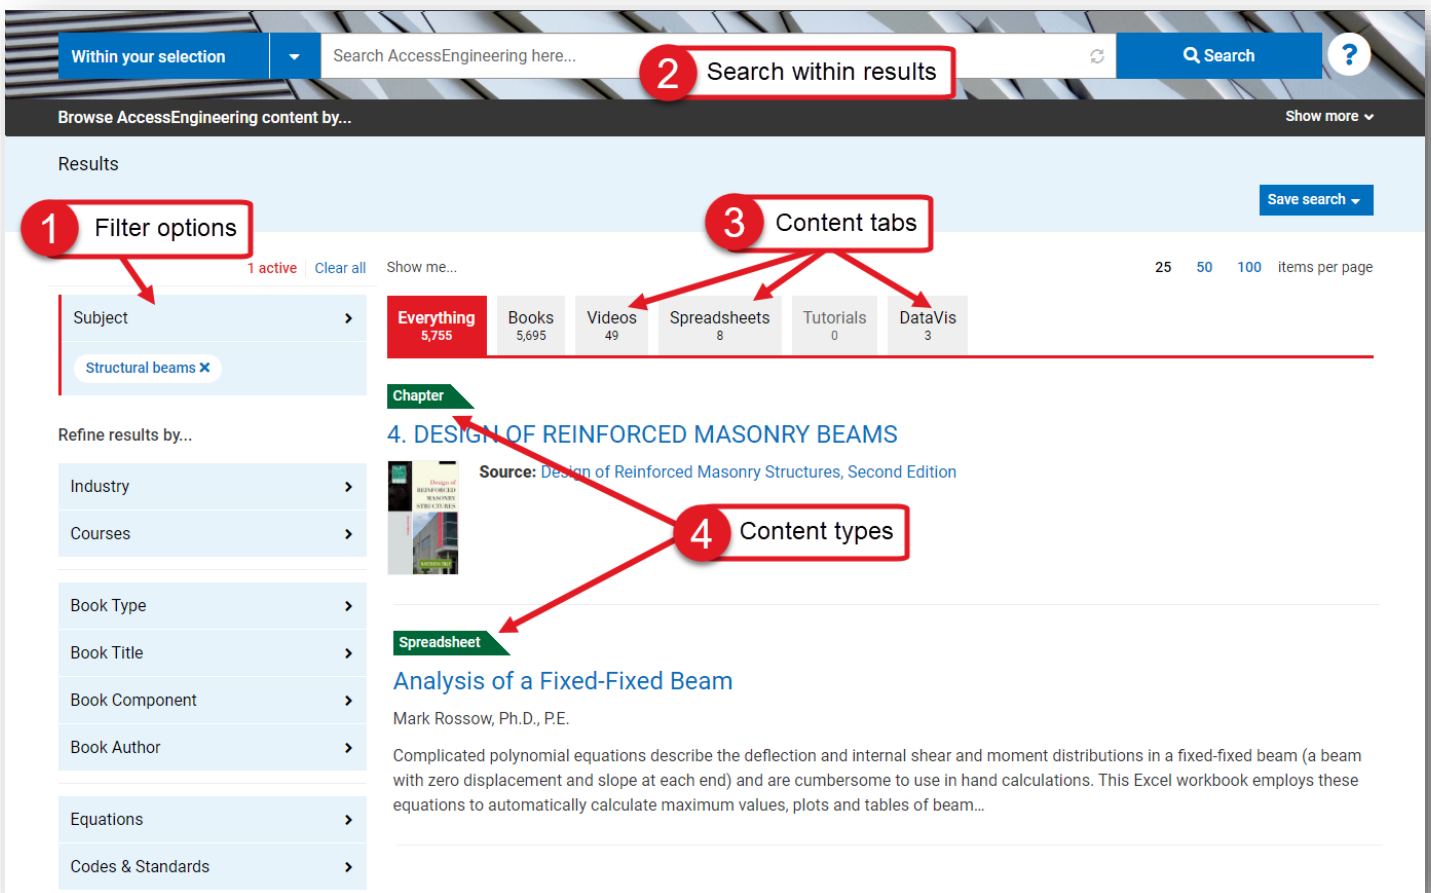 Within your selection
Search AccessEngineering here...
2 Search within results
Search
?
Browse AccessEngineering content by...
Show more
Results
Save search
1 Filter options
3 Content tabs
1 active Clear all
Show me...
25 50 100 items per page
Subject
Structural beams
Everything
5,755
Books
5,695
Videos
49
Spreadsheets
8
Tutorials
0
DataVis
3
Chapter
Refine results by...
4. DESIGN OF REINFORCED MASONRY BEAMS
Source: Design of Reinforced Masonry Structures, Second Edition
Design of
REINFORCED
MASONRY
STRUCTURES
Industry
Courses
4 Content types
Book Type
Book Title
Book Component
Book Author
Spreadsheet
Analysis of a Fixed-Fixed Beam
Mark Rossow, Ph.D., P.E.
Complicated polynomial equations describe the deflection and internal shear and moment distributions in a fixed-fixed beam (a beam
with zero displacement and slope at each end) and are cumbersome to use in hand calculations. This Excel workbook employs these
equations to automatically calculate maximum values, plots and tables of beam...
Equations
Codes & Standards